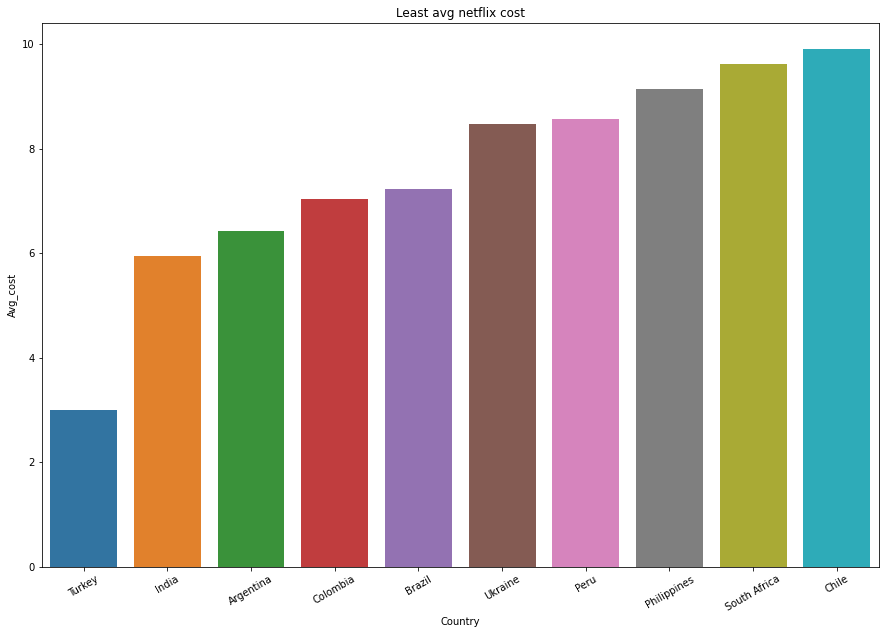 Least avg netflix cost
Avg_cost
10
8
6
4
2
0
Turkey
India
Argentina
Colombia
Brazil
Ukraine
Peru
Philippines
South Africa
Chile
Country